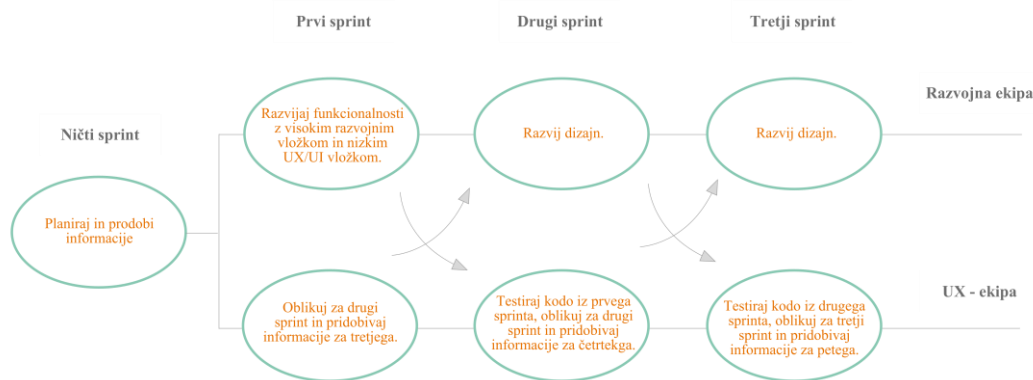 Prvi sprint
Drugi sprint
Tretji sprint
Razvojna ekipa
Ničti sprint
Razvijaj funkcionalnosti
z visokim razvojnim
vložkom in nizkim
UX/UI vložkom.
Razvij dizajn.
Razvij dizajn.
Planiraj in prodobi
informacije
UX - ekipa
Oblikuj za drugi
sprint in pridobivaj
informacije za tretjega.
Testiraj kodo iz prvega
sprinta, oblikuj za drugi
sprint in pridobivaj
informacije za četrtekga.
Testiraj kodo iz drugega
sprinta, oblikuj za tretji
sprint in pridobivaj
informacije za petega.